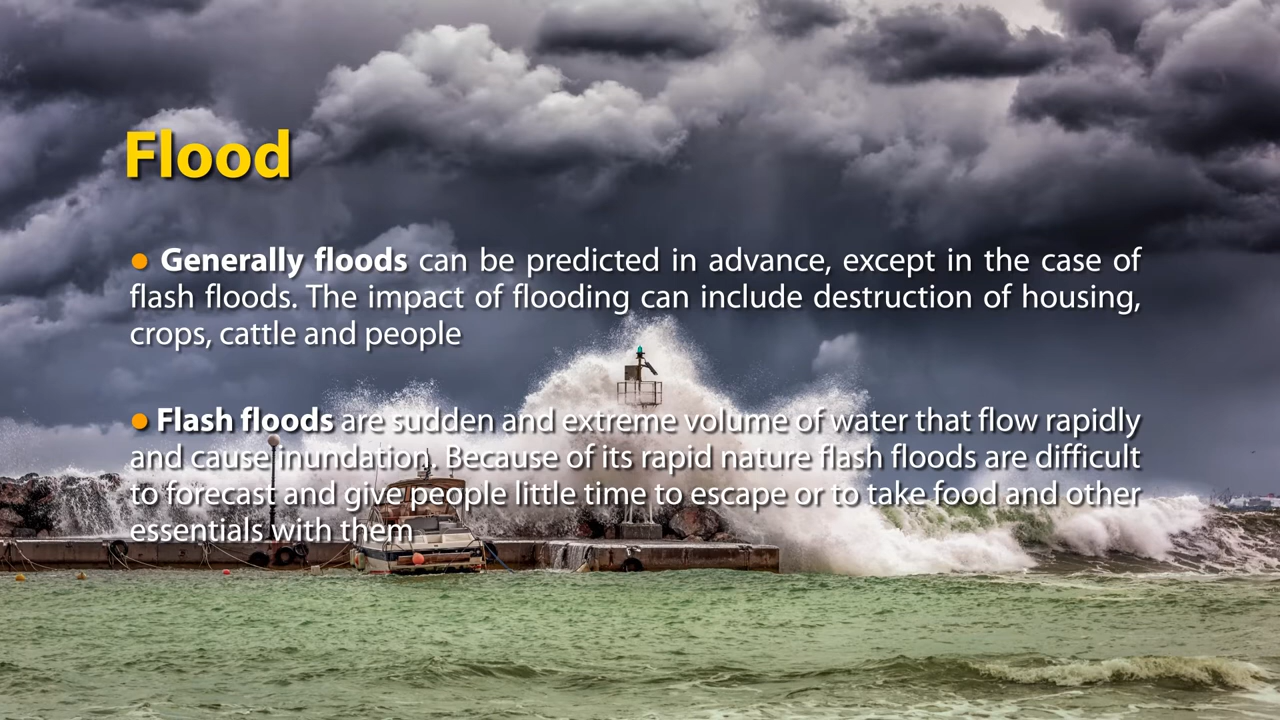 Flood
● Generally floods can be predicted in advance, except in the case of
flash floods. The impact of flooding can include destruction of housing,
crops, cattle and people
● Flash floods are sudden and extreme volume of water that flow rapidly
and cause inundation. Because of its rapid nature flash floods are difficult
to forecast and give people little time to escape or to take food and other
essentials with them